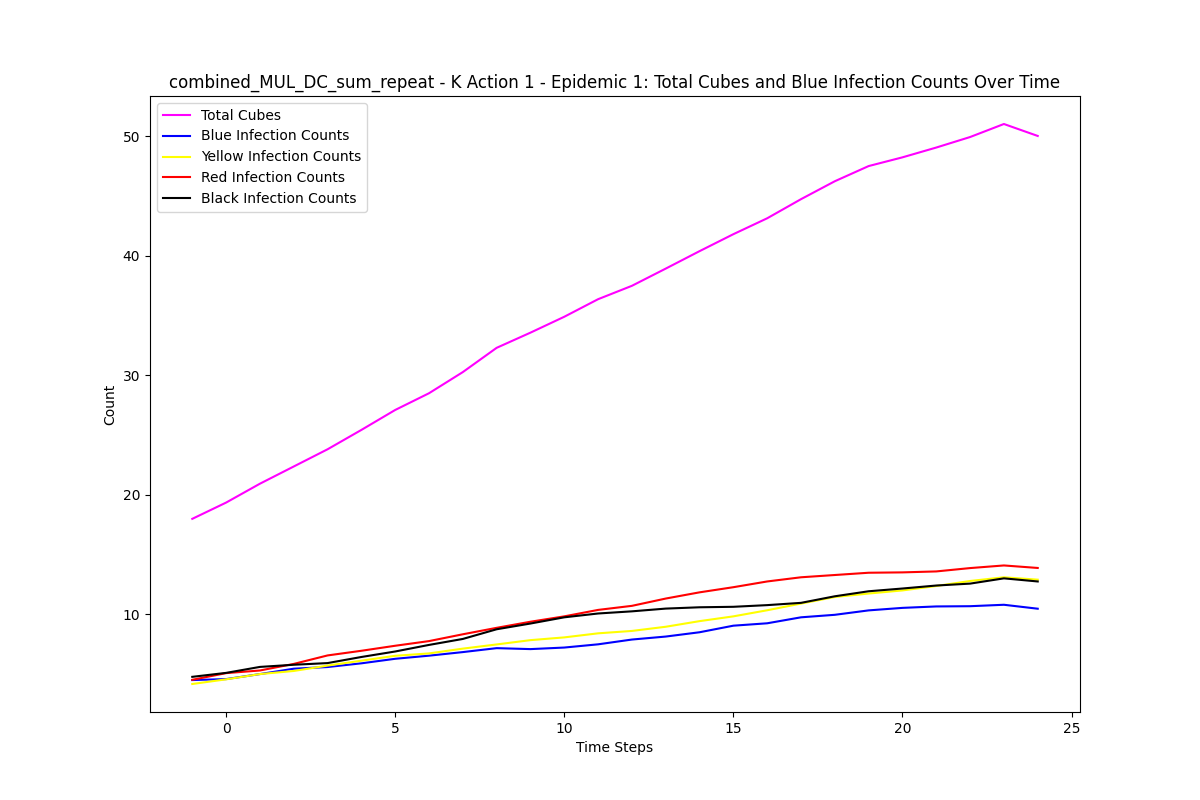 combined_MUL_DC_sum_repeat - K Action 1 - Epidemic 1: Total Cubes and Blue Infection Counts Over Time
Total Cubes
Blue Infection Counts
Yellow Infection Counts
Red Infection Counts
Black Infection Counts
50
40
30
20
10
Count
0
5
10
15
20
25
Time Steps